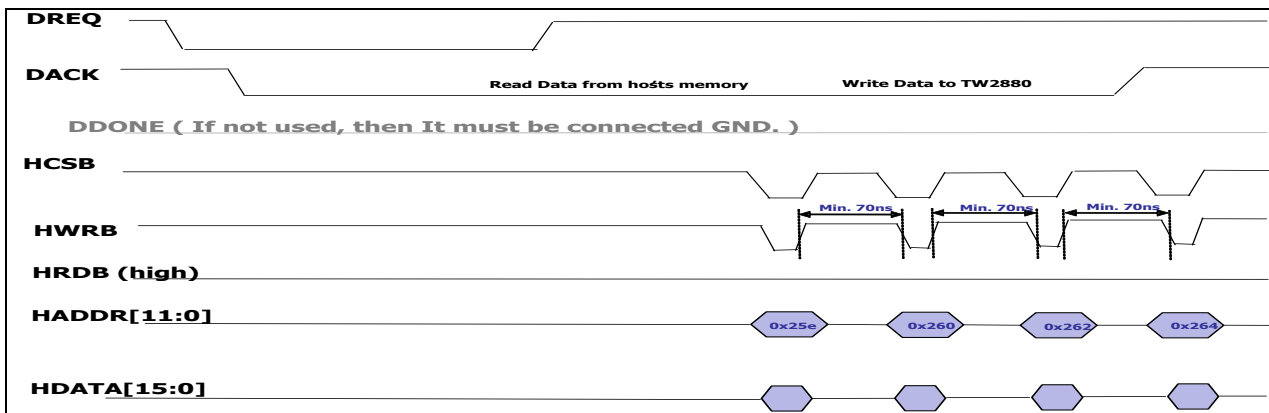 DREQ
DACK
Read Data from hosts memory
Write Data to TW2880
DDONE ( If not used, then It must be connected GND. )
HCSB
Min. 70ns
Min. 70ns
Min. 70ns
HWRB
HRDB (high)
HADDR[11:0]
0x25e
0x260
0x262
0x264
HDATA[15:0]